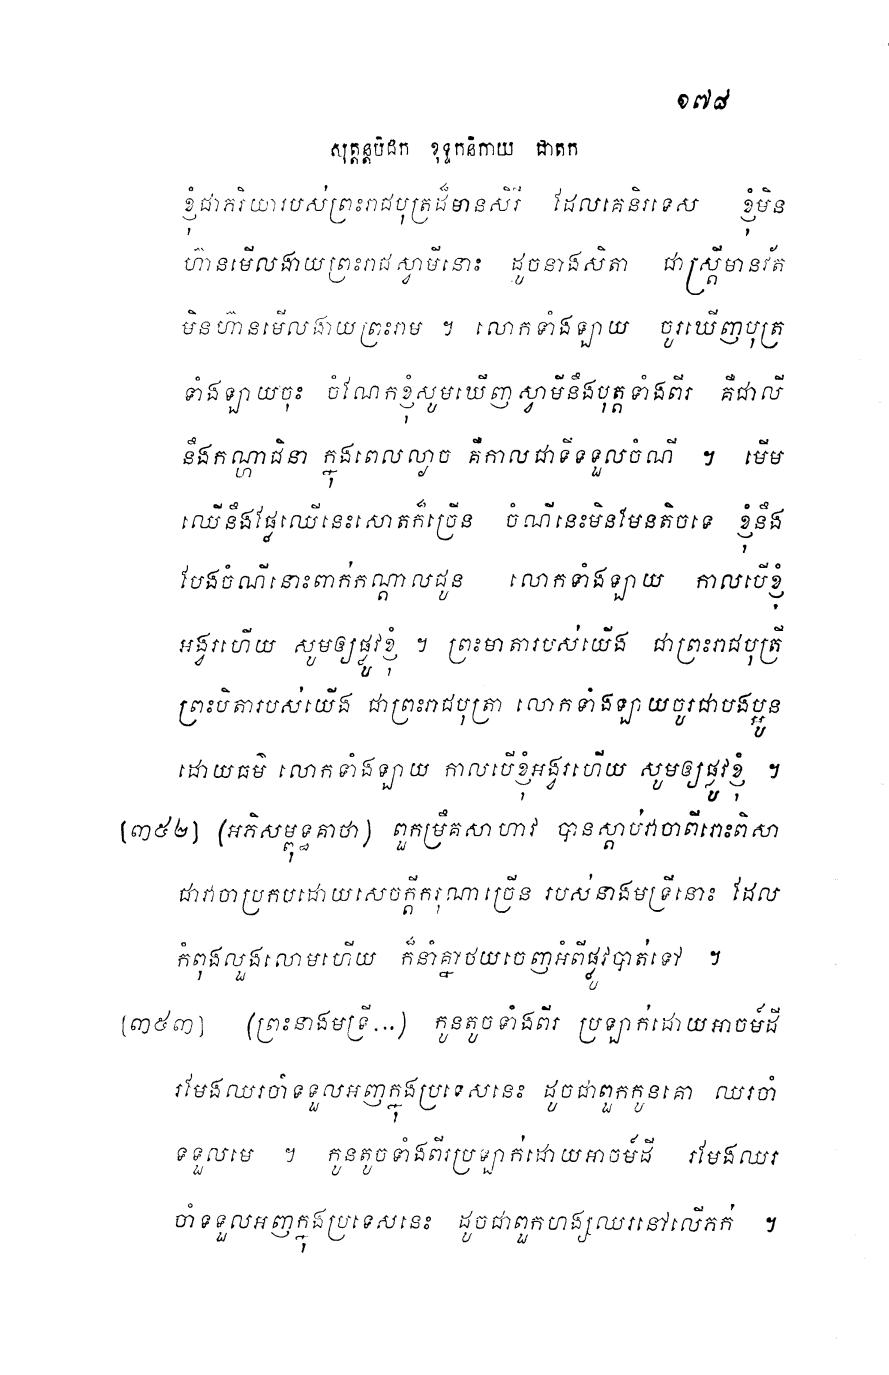 ១៧៨
សុត្តន្តបិដក ខុទ្ទកនិកាយ ជាតក
ខ្ញុំជាភរិយារបស់ព្រះរាជបុត្រដ៏មានសិរី ដែលគេនិរទេស ខ្ញុំមិន
ហ៊ានមើលងាយព្រះរាជស្វាមីនោះ ដូចនាងសិតា ជាស្ត្រីមានវ័ត
មិនហ៊ានមើលងាយព្រះរាម ។ លោកទាំងឡាយ ចូរឃើញបុត្រ
ទាំងឡាយចុះ ចំណែកខ្ញុំសូមឃើញស្វាមីនឹងបុត្តទាំងពីរ គឺជាលី
នឹងកណ្ហាជិនា ក្នុងពេលល្ងាច គឺកាលជាទីទទួលចំណី ។ មើម
ឈើនឹងផ្លែឈើនេះសោតក៏ច្រើន ចំណីនេះមិនមែនតិចទេ ខ្ញុំនឹង
បែងចំណីនោះពាក់កណ្តាលជូន លោកទាំងឡាយ កាលបើខ្ញុំ
អង្វរហើយ សូមឲ្យផ្លូវខ្ញុំ ។ ព្រះមាតារបស់យើង ជាព្រះរាជបុត្រី
ព្រះបិតារបស់យើង ជាព្រះរាជបុត្រា លោកទាំងឡាយចូរជាបងប្អូន
ដោយធម៌ លោកទាំងឡាយ កាលបើខ្ញុំអង្វរហើយ សូមឲ្យផ្លូវខ្ញុំ ។
[៣៥២] (អភិសម្ពុទ្ធគាថា) ពួកម្រឹគសាហាវ បានស្តាប់វាចាពីរោះពិសា
ជាវាចាប្រកបដោយសេចក្តីករុណាច្រើន របស់នាងមទ្រីនោះ ដែល
កំពុងលួងលោមហើយ ក៏នាំគ្នាថយចេញអំពីផ្លូវបាត់ទៅ ។
[៣៥៣] (ព្រះនាងមទ្រី...) កូនតូចទាំងពីរ ប្រឡាក់ដោយអាចម៍ដី
រមែងឈរចាំទទួលអញក្នុងប្រទេសនេះ ដូចជាពួកកូនគោ ឈរចាំ
ទទួលមេ ។ កូនតូចទាំងពីរប្រឡាក់ដោយអាចម៍ដី រមែងឈរ
ចាំទទួលអញក្នុងប្រទេសនេះ ដូចជាពួកហង្សឈរនៅលើភក់ ។